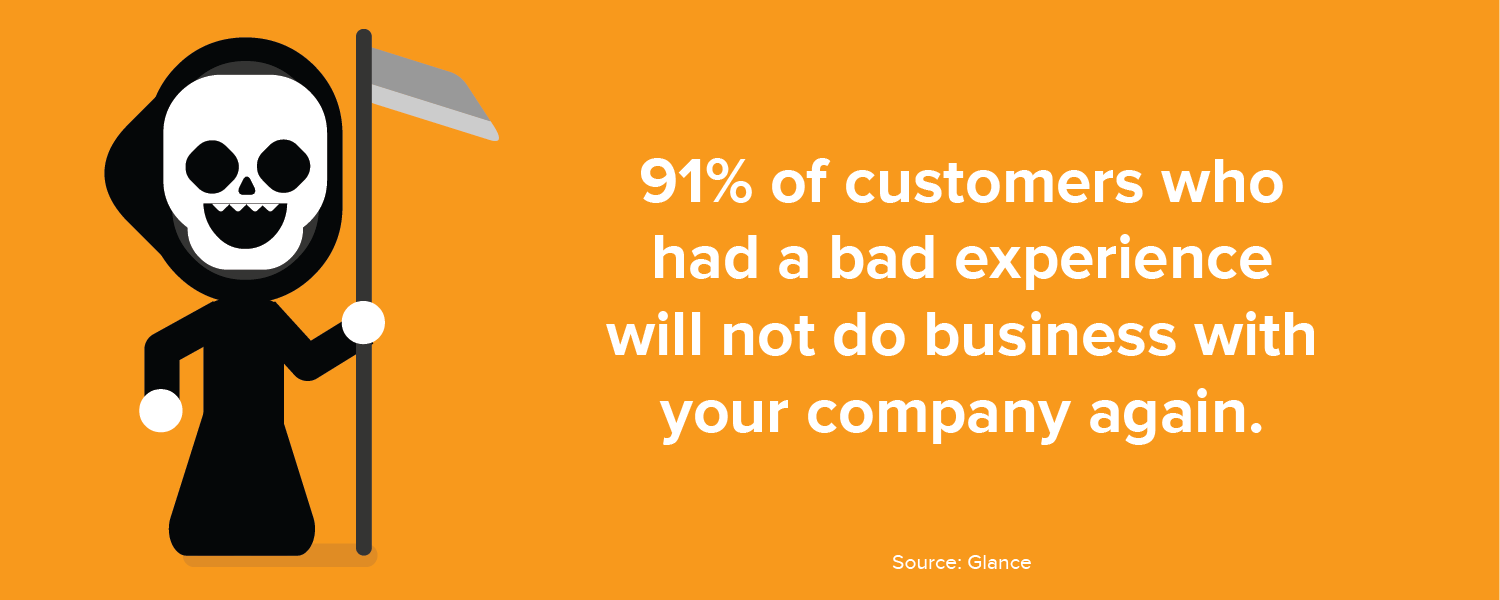 91% of customers who
had a bad experience
will not do business with
your company again.
Source: Glance